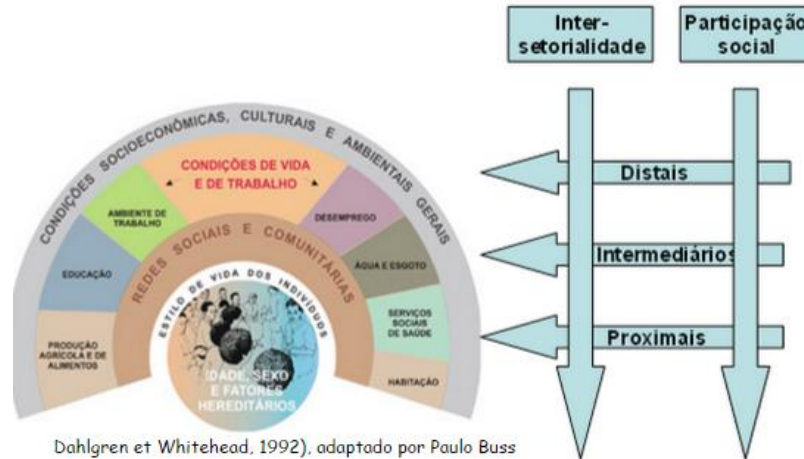 Inter-
setorialidade
Participação
social
CONDIÇÕES SOCIOECONÔMICAS, CULTURAIS E AMBIENTAIS GERAIS
CONDIÇÕES DE VIDA
E DE TRABALHO
AMBIENTE DE
TRABALHO
DESEMPREGO
EDUCAÇÃO
ÁGUA E ESGOTO
PRODUÇÃO
AGRÍCOLA E DE
ALIMENTOS
SERVIÇOS
SOCIAIS
DE SAÚDE
HABITAÇÃO
REDES SOCIAIS E COMUNITÁRIAS
ESTILO DE VIDA DOS INDIVÍDUOS
IDADE, SEXO
E FATORES
HEREDITÁRIOS
Distais
Intermediários
Proximais
Dahlgren et Whitehead, 1992), adaptado por Paulo Buss